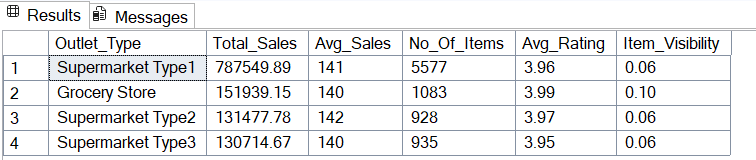 Results Messages
Outlet_Type Total_Sales Avg_Sales No_Of_Items Avg_Rating Item_Visibility
1 Supermarket Type1 787549.89 141 5577 3.96 0.06
2 Grocery Store 151939.15 140 1083 3.99 0.10
3 Supermarket Type2 131477.78 142 928 3.97 0.06
4 Supermarket Type3 130714.67 140 935 3.95 0.06